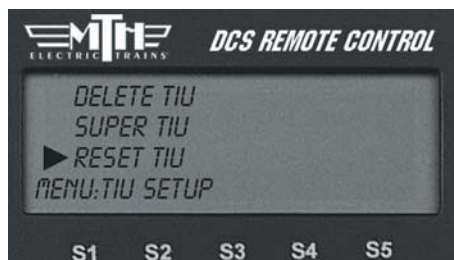 MTH
ELECTRIC TRAINS
DCS REMOTE CONTROL
DELETE TIU
SUPER TIU
RESET TIU
MENU:TIU SETUP
S1 S2 S3 S4 S5